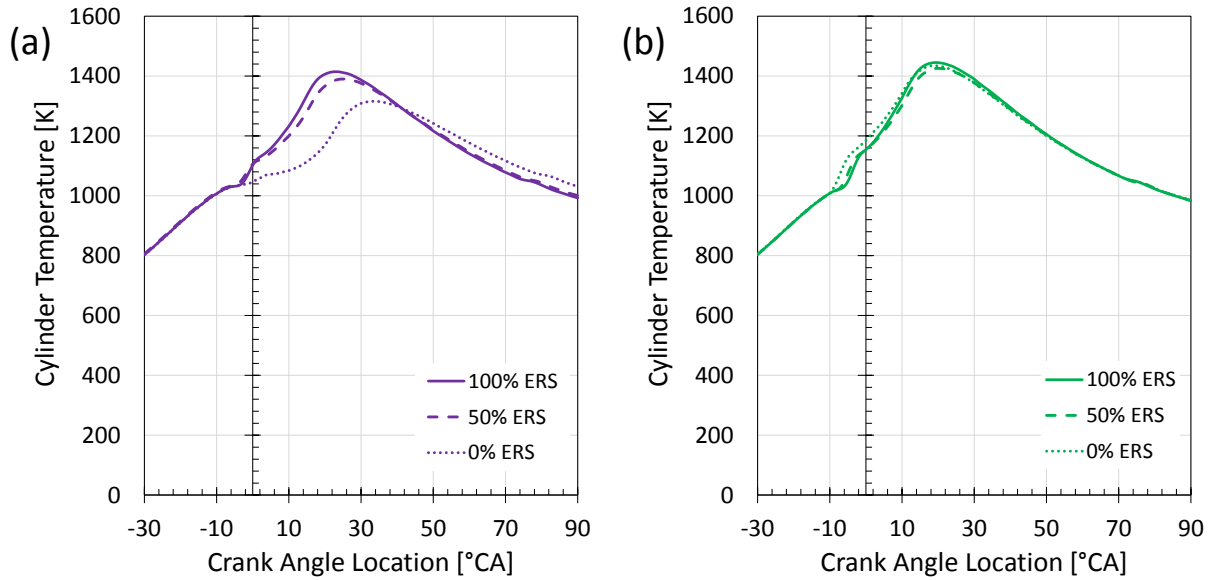 (a)
Cylinder Temperature [K]
1600
1400
1200
1000
800
600
400
200
0
100% ERS
50% ERS
0% ERS
-30 -10 10 30 50 70 90
Crank Angle Location [°CA]
(b)
Cylinder Temperature [K]
1600
1400
1200
1000
800
600
400
200
0
100% ERS
50% ERS
0% ERS
-30 -10 10 30 50 70 90
Crank Angle Location [°CA]